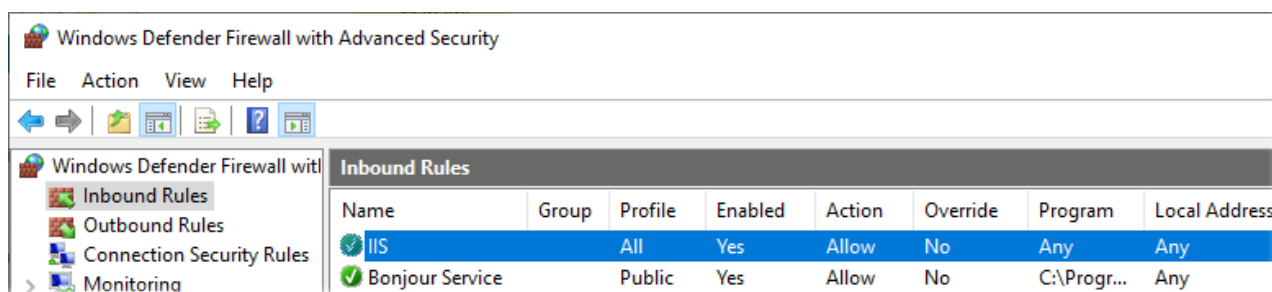 Windows Defender Firewall with Advanced Security
File Action View Help
Windows Defender Firewall witl
Inbound Rules
Outbound Rules
Connection Security Rules
Monitoring
Inbound Rules
Name Group Profile Enabled Action Override Program Local Address
IIS All Yes Allow No Any Any
Bonjour Service Public Yes Allow No C:\Progr... Any